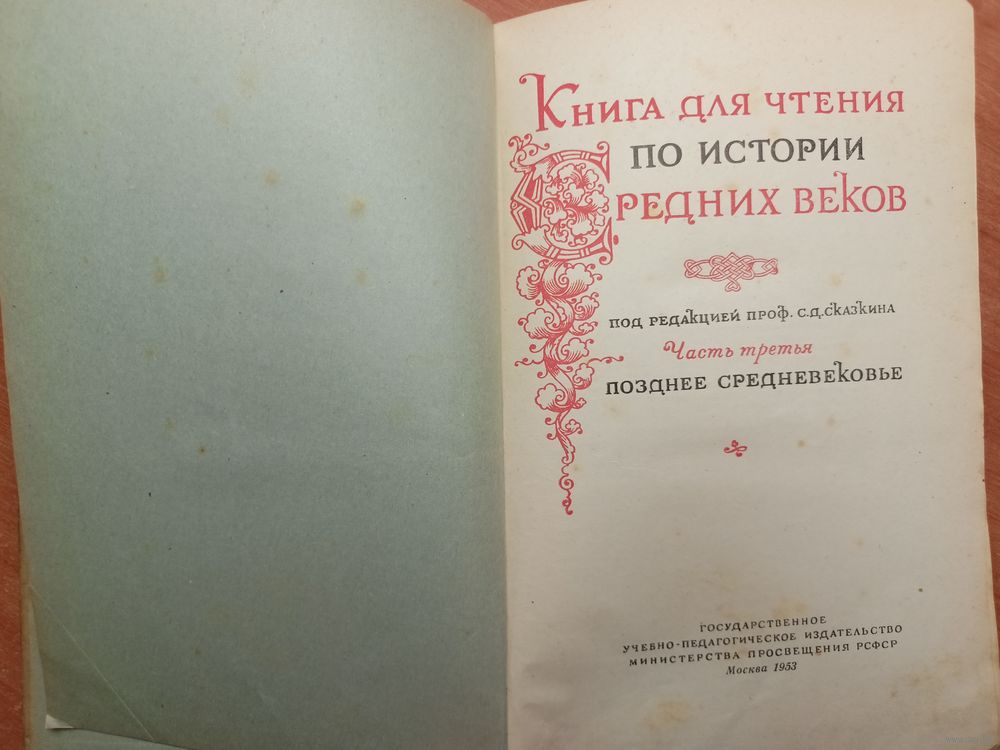 Книга для чтения
по истории
Средних веков
под редакцией проф. С.Д.Сказкина
Часть третья
позднее средневековье
Государственное
учебно-педагогическое издательство
министерства просвещения РСФСР
Москва 1953